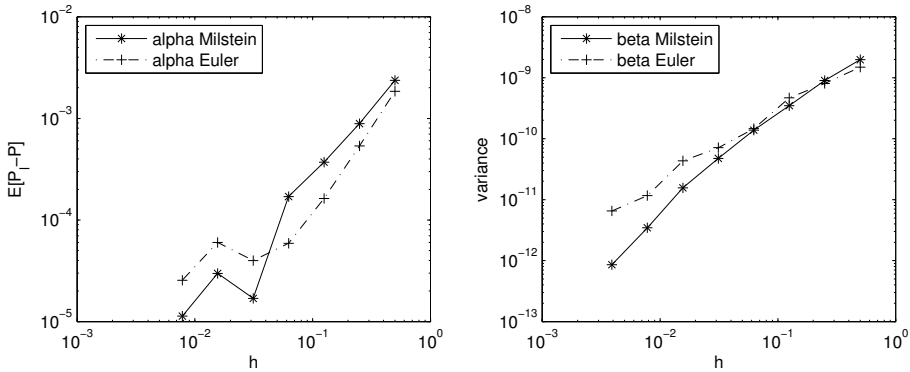 10^-2
10^-3
10^-4
10^-5
E[P_l-P]
alpha Milstein
alpha Euler
10^-3
10^-2
10^-1
10^0
h
10^-8
10^-9
10^-10
10^-11
10^-12
10^-13
variance
beta Milstein
beta Euler
10^-3
10^-2
10^-1
10^0
h